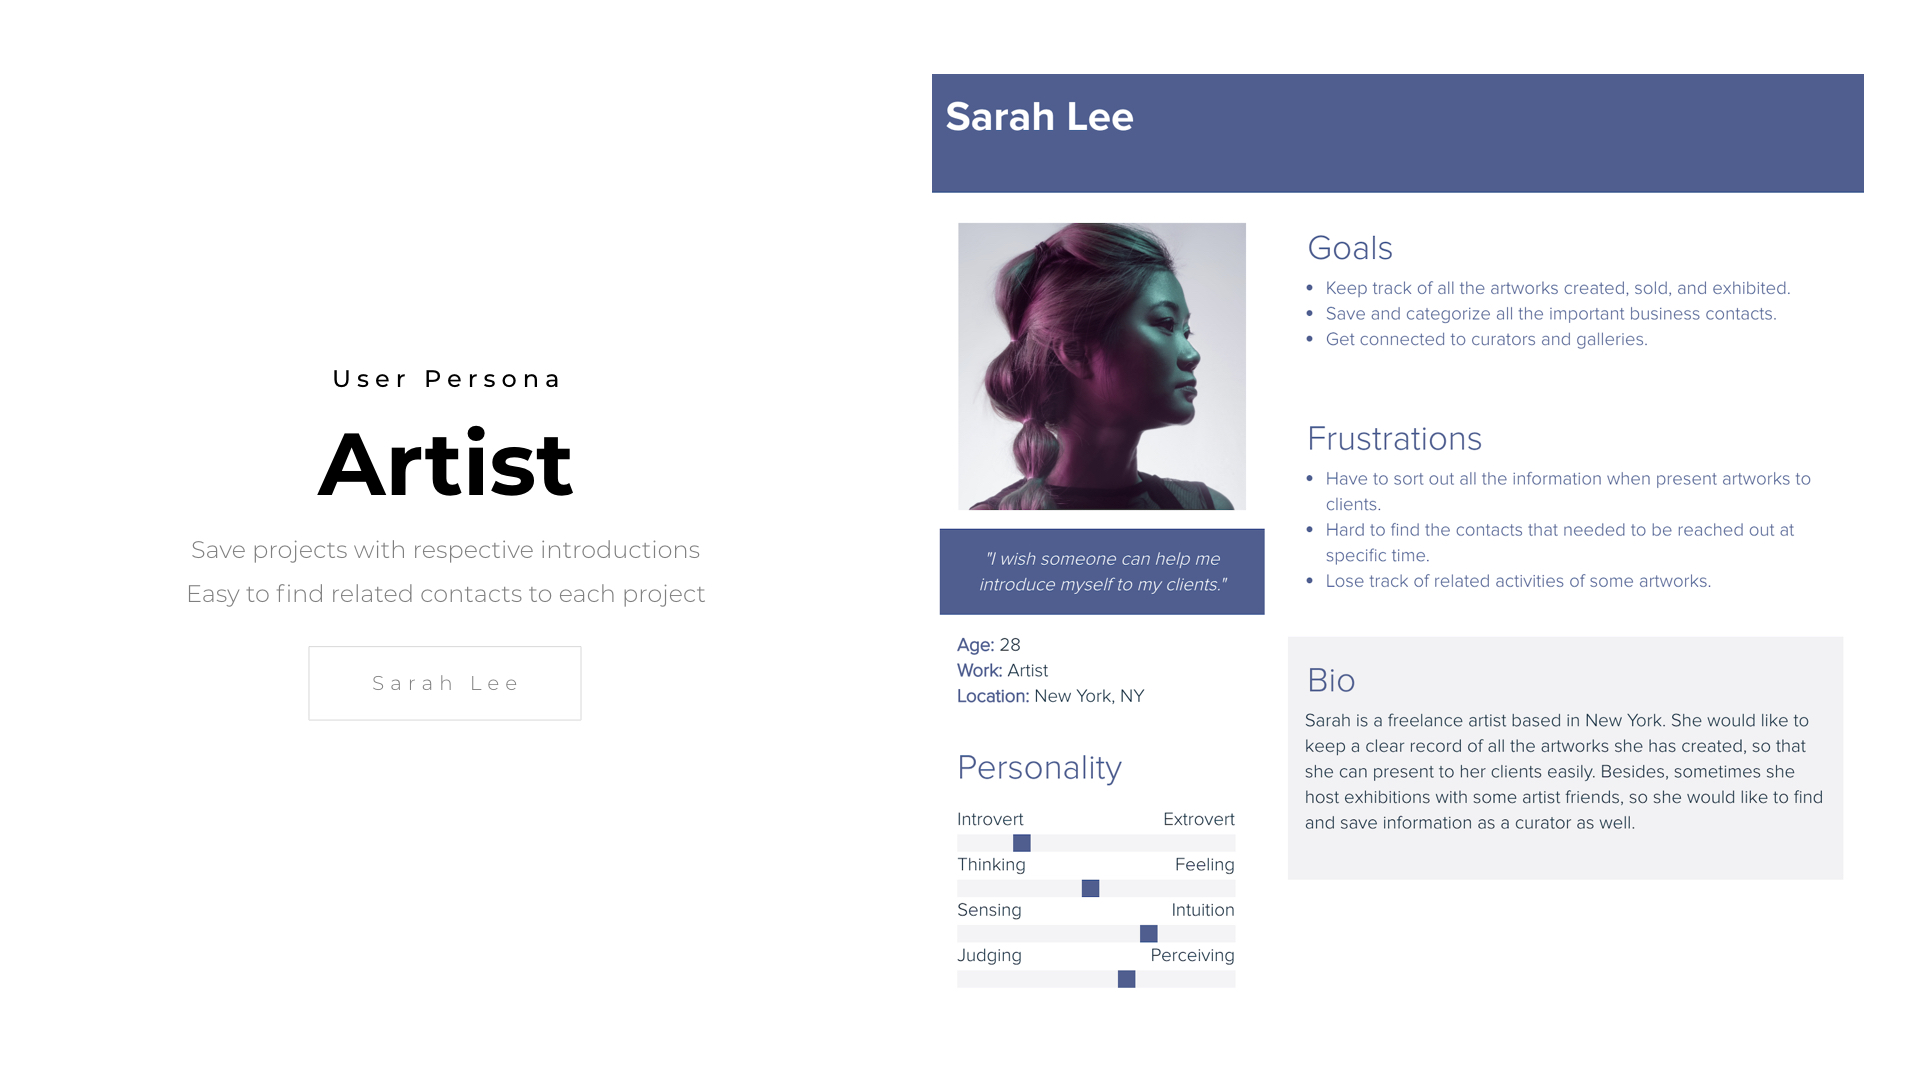 User Persona
Artist
Save projects with respective introductions
Easy to find related contacts to each project
Sarah Lee
Sarah Lee
"I wish someone can help me
introduce myself to my clients."
Age: 28
Work: Artist
Location: New York, NY
Personality
Introvert Extrovert
Thinking Feeling
Sensing Intuition
Judging Perceiving
Goals
• Keep track of all the artworks created, sold, and exhibited.
• Save and categorize all the important business contacts.
• Get connected to curators and galleries.
Frustrations
• Have to sort out all the information when present artworks to
clients.
• Hard to find the contacts that needed to be reached out at
specific time.
• Lose track of related activities of some artworks.
Bio
Sarah is a freelance artist based in New York. She would like to
keep a clear record of all the artworks she has created, so that
she can present to her clients easily. Besides, sometimes she
host exhibitions with some artist friends, so she would like to find
and save information as a curator as well.